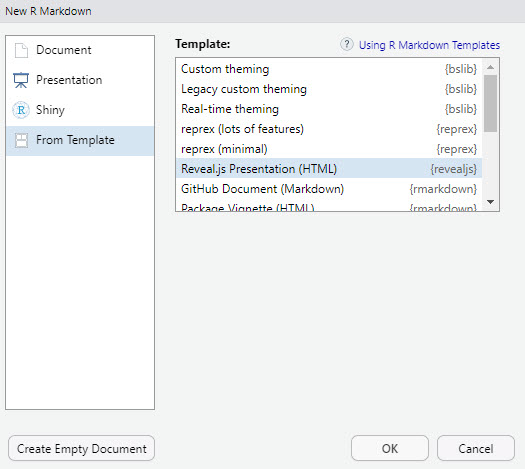 New R Markdown
Document
Presentation
Shiny
From Template
Template:
? Using R Markdown Templates
Custom theming {bslib}
Legacy custom theming {bslib}
Real-time theming {bslib}
reprex (lots of features) {reprex}
reprex (minimal) {reprex}
Reveal.js Presentation (HTML) {revealjs}
GitHub Document (Markdown) {rmarkdown}
Package Vignette (HTML) {rmarkdown}
Create Empty Document
OK
Cancel